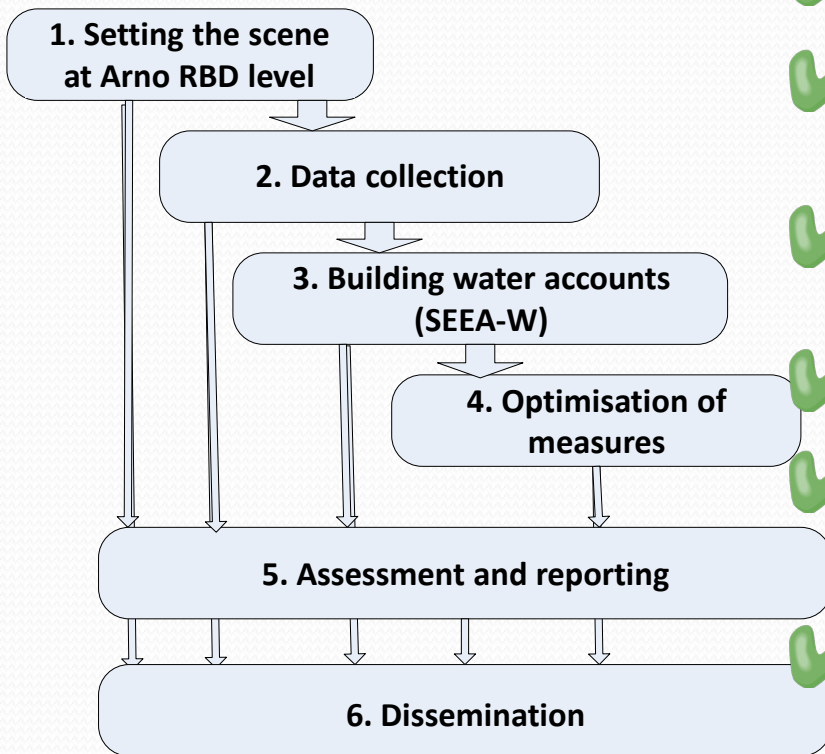 1. Setting the scene
at Arno RBD level
2. Data collection
3. Building water accounts
(SEEA-W)
4. Optimisation of
measures
5. Assessment and reporting
6. Dissemination